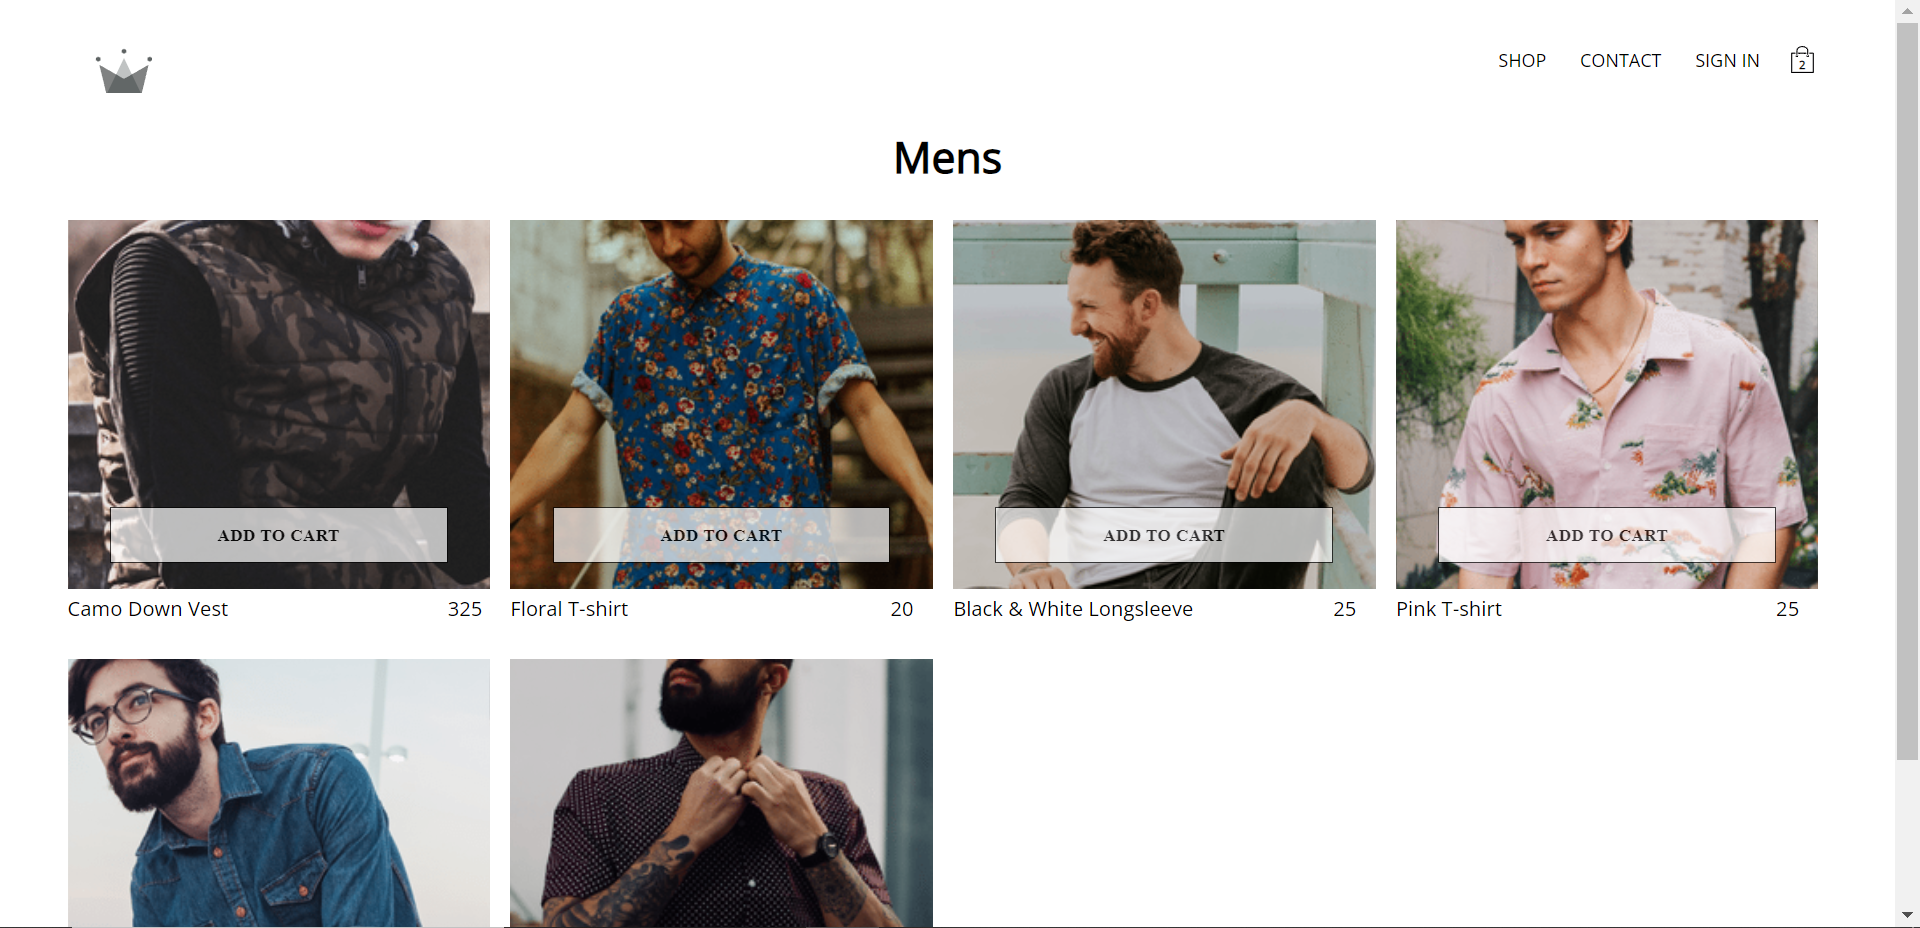 SHOP CONTACT SIGN IN 2
Mens
ADD TO CART ADD TO CART ADD TO CART ADD TO CART
Camo Down Vest 325 Floral T-shirt 20 Black & White Longsleeve 25 Pink T-shirt 25